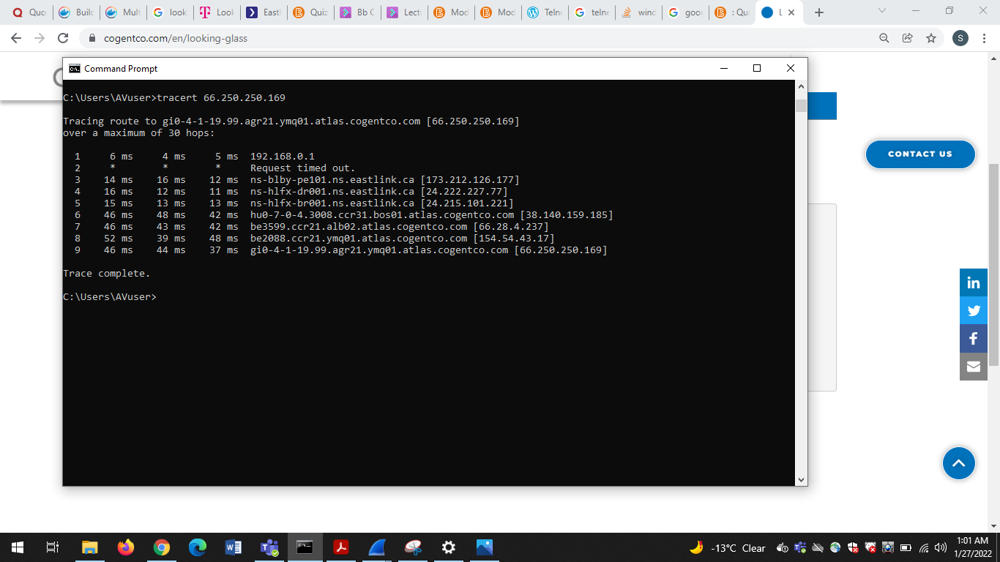 Quo
Build
Mult
look
Look
Eastl
Quiz
Bb C
Lect
Mod
Mod
Teln
telne
wind
goog
: Qui
L
cogentco.com/en/looking-glass
S
Command Prompt
C:\Users\AVuser>tracert 66.250.250.169
Tracing route to gi0-4-1-19.99.agr21.ymq01.atlas.cogentco.com [66.250.250.169]
over a maximum of 30 hops:
1 6 ms 4 ms 5 ms 192.168.0.1
2 * * * Request timed out.
3 14 ms 16 ms 12 ms ns-blby-pe101.ns.eastlink.ca [173.212.126.177]
4 16 ms 12 ms 11 ms ns-hlfx-dr001.ns.eastlink.ca [24.222.227.77]
5 15 ms 13 ms 13 ms ns-hlfx-br001.ns.eastlink.ca [24.215.101.221]
6 46 ms 48 ms 42 ms hu0-7-0-4.3008.ccr31.bos01.atlas.cogentco.com [38.140.159.185]
7 46 ms 43 ms 42 ms be3599.ccr21.alb02.atlas.cogentco.com [66.28.4.237]
8 52 ms 39 ms 48 ms be2088.ccr21.ymq01.atlas.cogentco.com [154.54.43.17]
9 46 ms 44 ms 37 ms gi0-4-1-19.99.agr21.ymq01.atlas.cogentco.com [66.250.250.169]
Trace complete.
C:\Users\AVuser>
CONTACT US
in
f
-13°C Clear
1:01 AM
1/27/2022